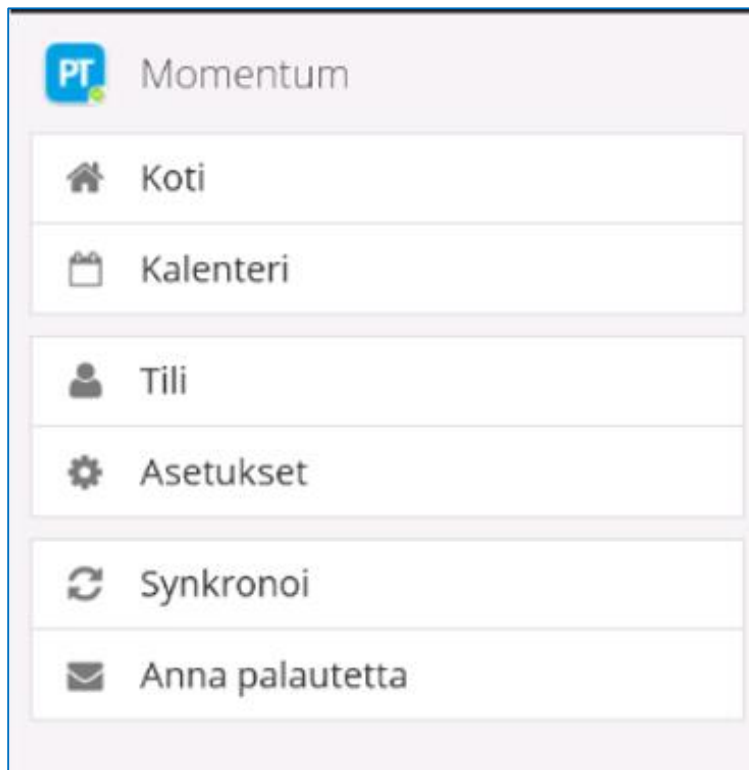 PT Momentum
Koti
Kalenteri
Tili
Asetukset
Synkronoi
Anna palautetta